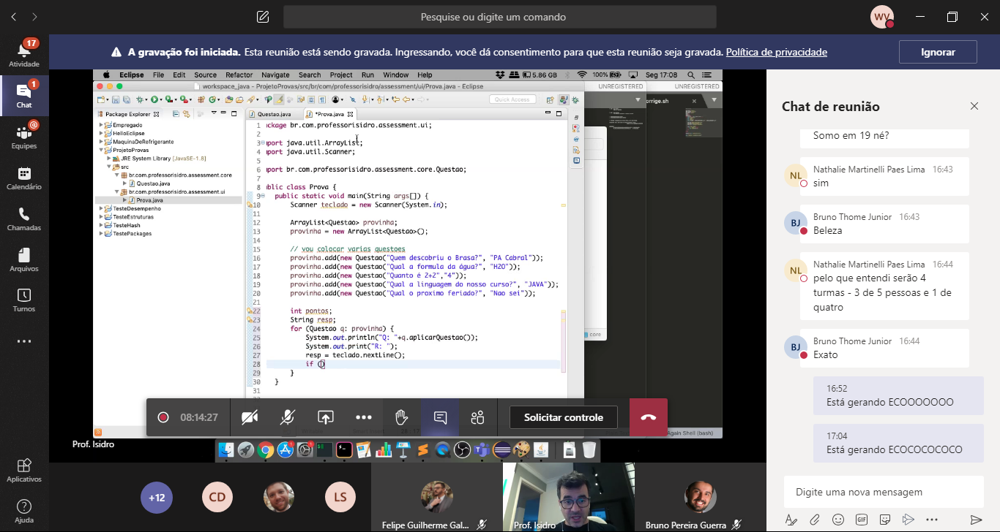 Pesquise ou digite um comando
WV
17
Atividade
1
Chat
@
Equipes
Calendário
Chamadas
Arquivos
Turnos
Aplicativos
Ajuda
A gravação foi iniciada. Esta reunião está sendo gravada. Ingressando, você dá consentimento para que esta reunião seja gravada. Política de privacidade
Ignorar
Eclipse File Edit Source Refactor Navigate Search Project Run Window Help
5.86 GB 100% Seg 17:08
workspace_java - ProjetoProvas/src/br/com/professorisidro/assessment/ui/Prova.java - Eclipse
UNREGISTERED
UNREGISTERED
Quick Access
Package Explorer
Empregado
HelloEclipse
MaquinaDeRefrigerante
ProjetoProvas
JRE System Library [JavaSE-1.8]
src
br.com.professorisidro.assessment.core
Questao.java
br.com.professorisidro.assessment.ui
Prova.java
TesteDesempenho
TesteEstruturas
TesteHash
TestePackages
Questao.java
*Prova.java
1 ickage br.com.professorisidro.assessment.ui;
2
3 iport java.util.ArrayList;
4 iport java.util.Scanner;
5
6 iport br.com.professorisidro.assessment.core.Questao;
7
8 iblic class Prova {
9 public static void main(String args[]) {
10 Scanner teclado = new Scanner(System.in);
11
12 ArrayList<Questao> provinha;
13 provinha = new ArrayList<Questao>();
14
15 // vou colocar varias questoes
16 provinha.add(new Questao("Quem descobriu o Brasa?", "PA Cabral"));
17 provinha.add(new Questao("Qual a formula da água?", "H2O"));
18 provinha.add(new Questao("Quanto é 2+2","4"));
19 provinha.add(new Questao("Qual a linguagem do nosso curso?", "JAVA"));
20 provinha.add(new Questao("Qual o proximo feriado?", "Nao sei"));
21
22 int pontos;
23 String resp;
24 for (Questao q: provinha) {
25 System.out.println("Q: "+q.aplicarQuestao());
26 System.out.print("R: ");
27 resp = teclado.nextLine();
28 if ()
29 }
30 }
31
orrige.sh
core
Again Shell (bash)
08:14:27
Solicitar controle
Prof. Isidro
+12
CD
LS
Felipe Guilherme Gal...
Prof. Isidro
Bruno Pereira Guerra
Chat de reunião
Somo em 19 né?
NL
Nathalie Martinelli Paes Lima 16:43
sim
BJ
Bruno Thome Junior 16:43
Beleza
NL
Nathalie Martinelli Paes Lima 16:44
pelo que entendi serão 4
turmas - 3 de 5 pessoas e 1 de
quatro
BJ
Bruno Thome Junior 16:44
Exato
16:52
Está gerando ECOOOOOOO
17:04
Está gerando ECOCOCOCOCO
Digite uma nova mensagem
GIF